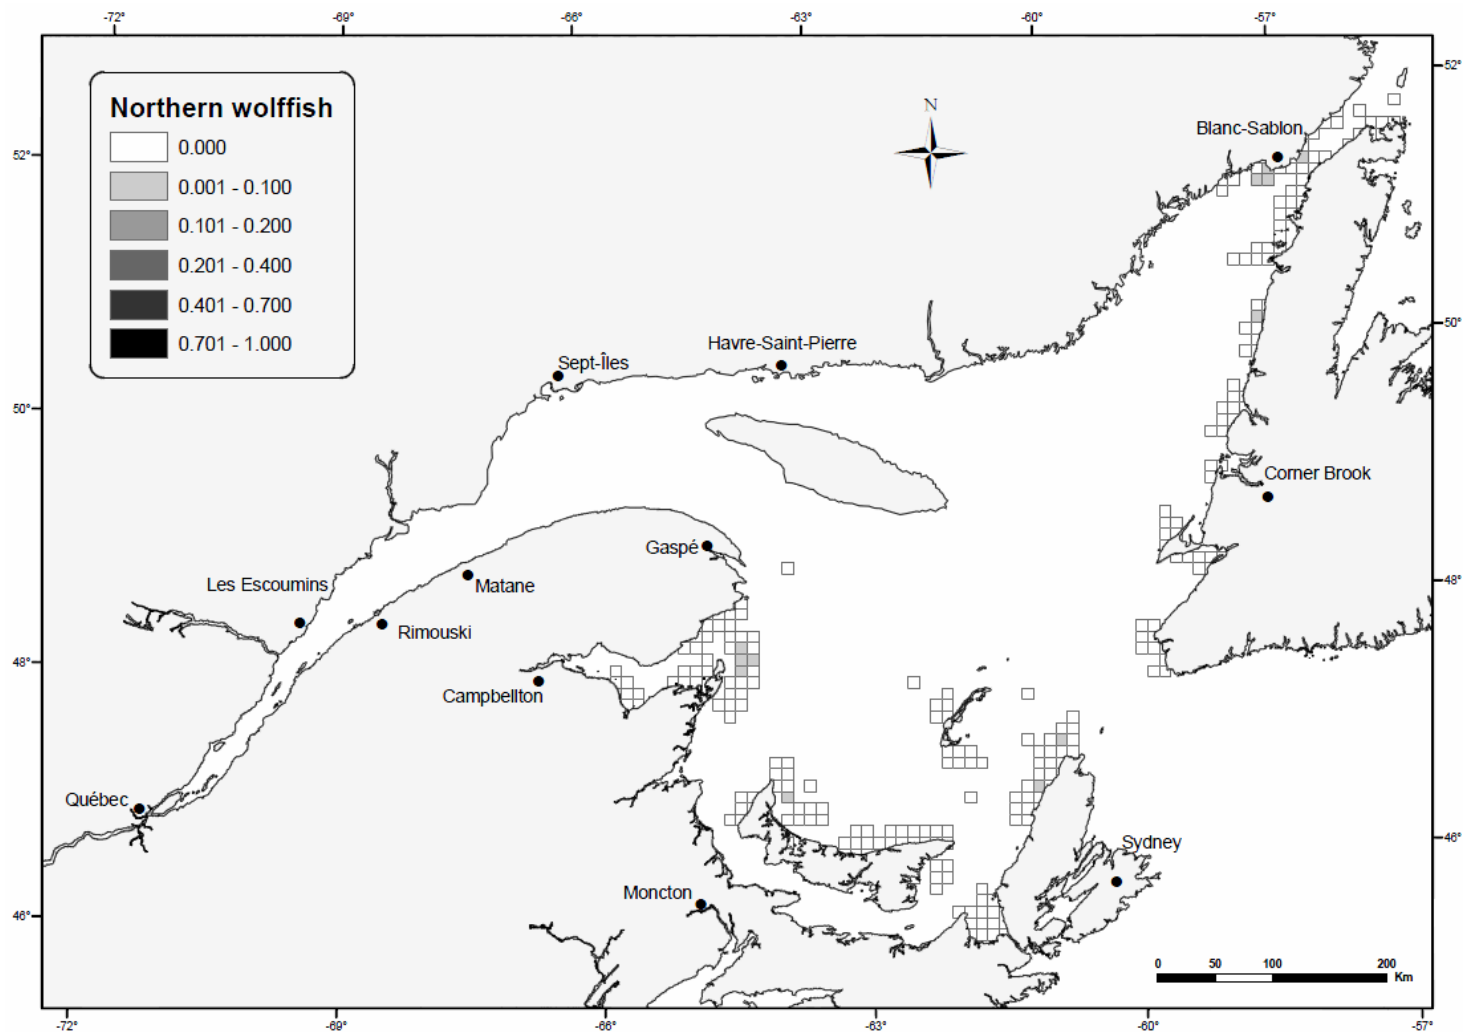 -72° -69° -66° -63° -60° -57°
52°
Northern wolffish
0.000
0.001 - 0.100
0.101 - 0.200
0.201 - 0.400
0.401 - 0.700
0.701 - 1.000
N
Blanc-Sablon
52°
50°
Havre-Saint-Pierre
Sept-Îles
50°
Corner Brook
Gaspé
Les Escoumins
Matane
48°
Rimouski
48°
Campbellton
Québec
46°
Sydney
Moncton
46°
0 50 100 200
Km
-72° -69° -66° -63° -60° -57°